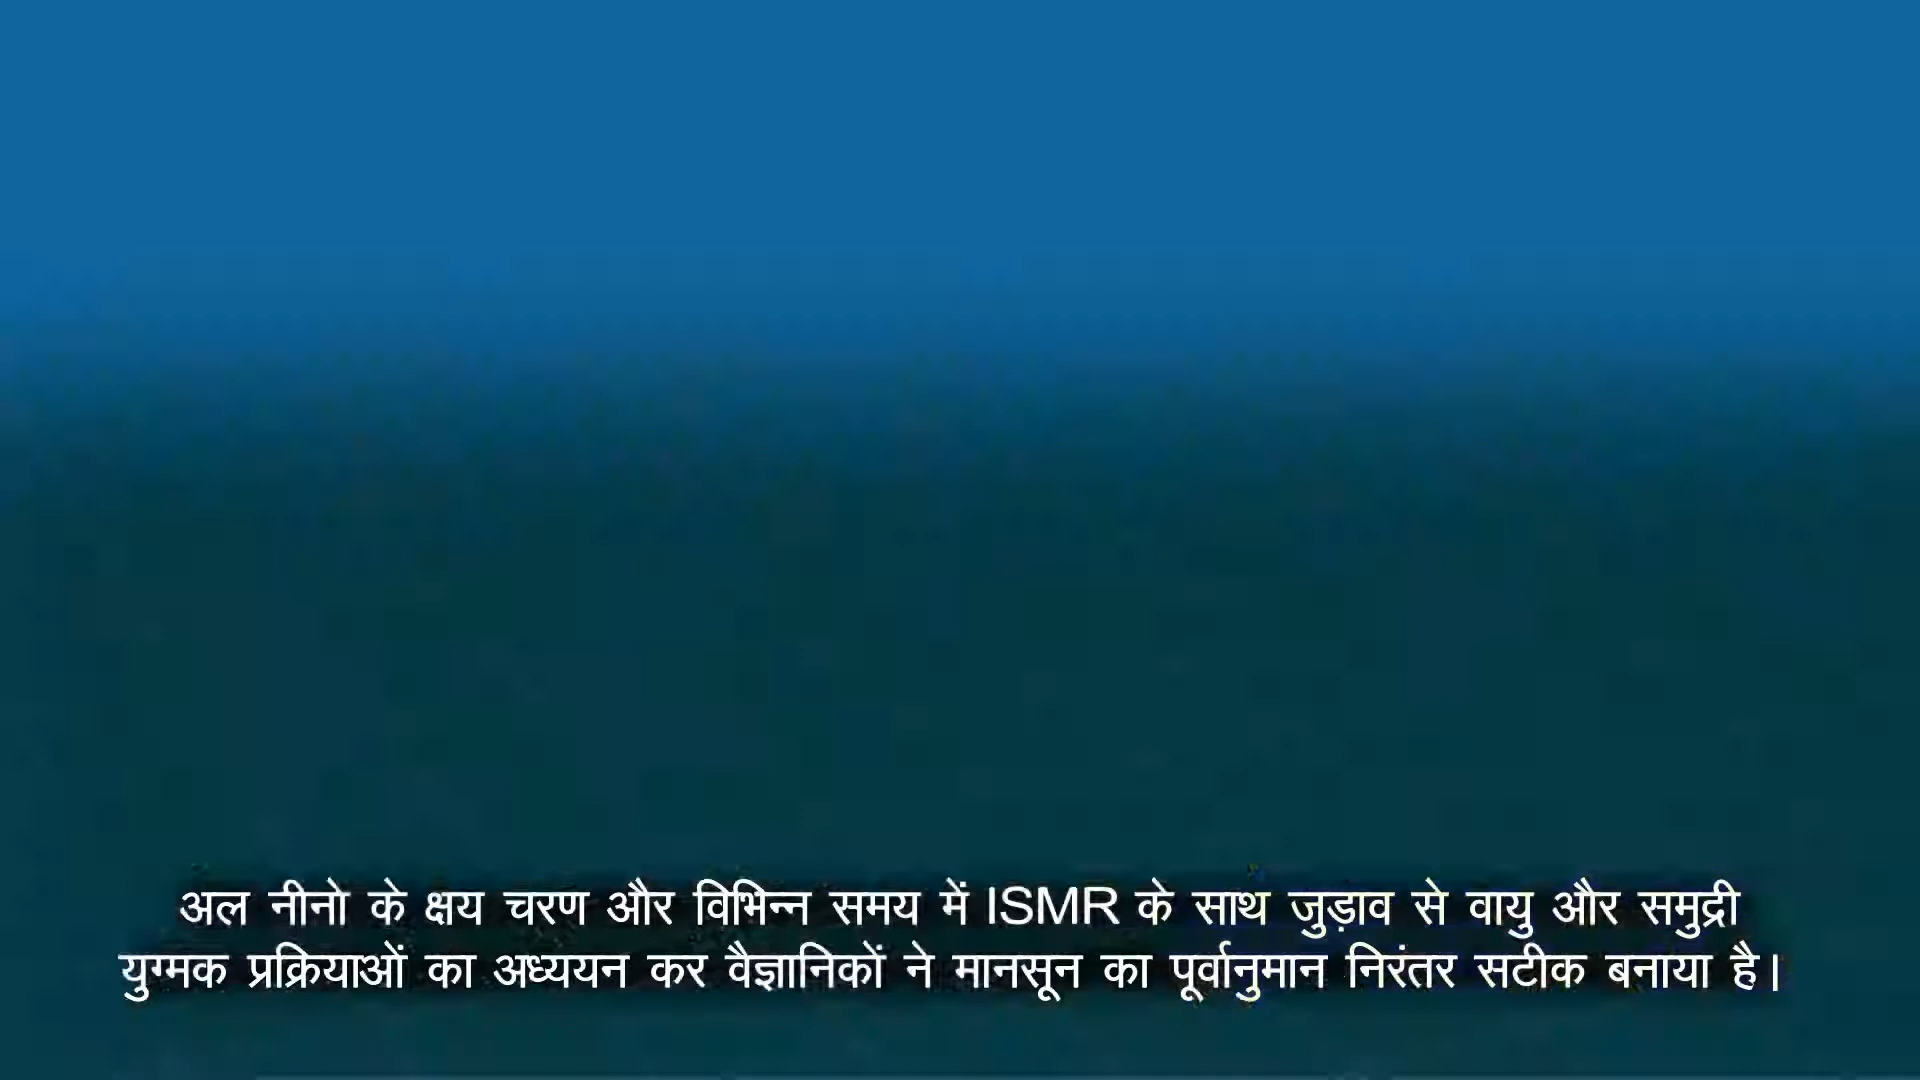 अल नीनो के क्षय चरण और विभिन्न समय में ISMR के साथ जुड़ाव से वायु और समुद्री
युग्मक प्रक्रियाओं का अध्ययन कर वैज्ञानिकों ने मानसून का पूर्वानुमान निरंतर सटीक बनाया है।